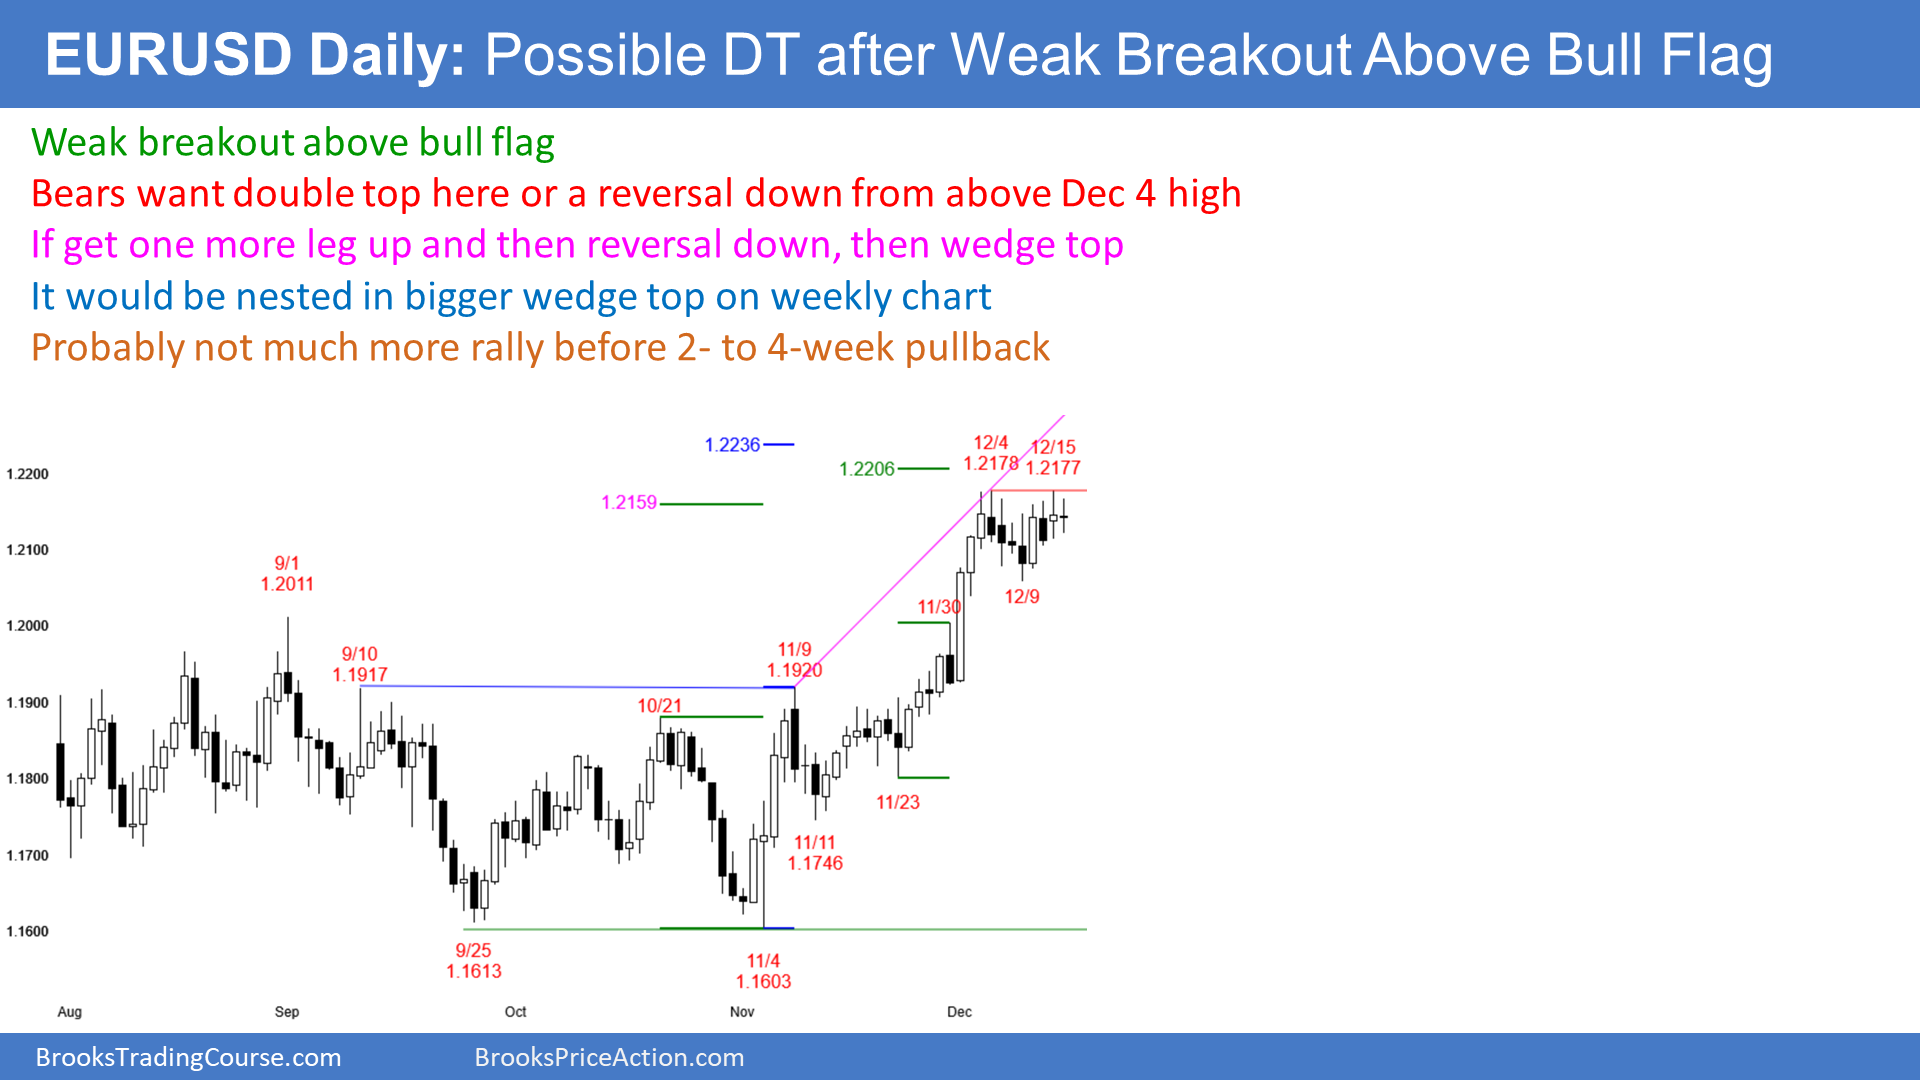 EURUSD Daily: Possible DT after Weak Breakout Above Bull Flag
Weak breakout above bull flag
Bears want double top here or a reversal down from above Dec 4 high
If get one more leg up and then reversal down, then wedge top
It would be nested in bigger wedge top on weekly chart
Probably not much more rally before 2- to 4-week pullback
1.2236
12/4
12/15
1.2178
1.2177
1.2206
1.2200
1.2159
1.2100
9/1
1.2011
12/9
11/30
1.2000
9/10
1.1917
11/9
1.1920
1.1900
10/21
1.1800
11/23
11/11
1.1746
1.1700
1.1600
9/25
1.1613
11/4
1.1603
Aug
Sep
Oct
Nov
Dec
BrooksTradingCourse.com
BrooksPriceAction.com